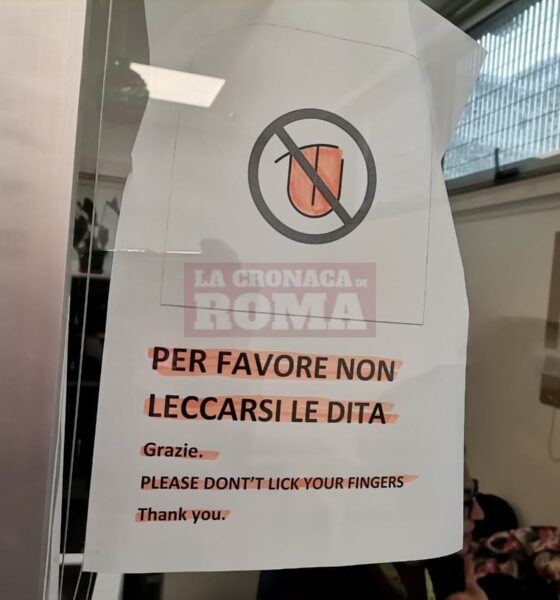 LA CRONACA DI
ROMA
PER FAVORE NON
LECCARSI LE DITA
Grazie.
PLEASE DONT'T LICK YOUR FINGERS
Thank you.